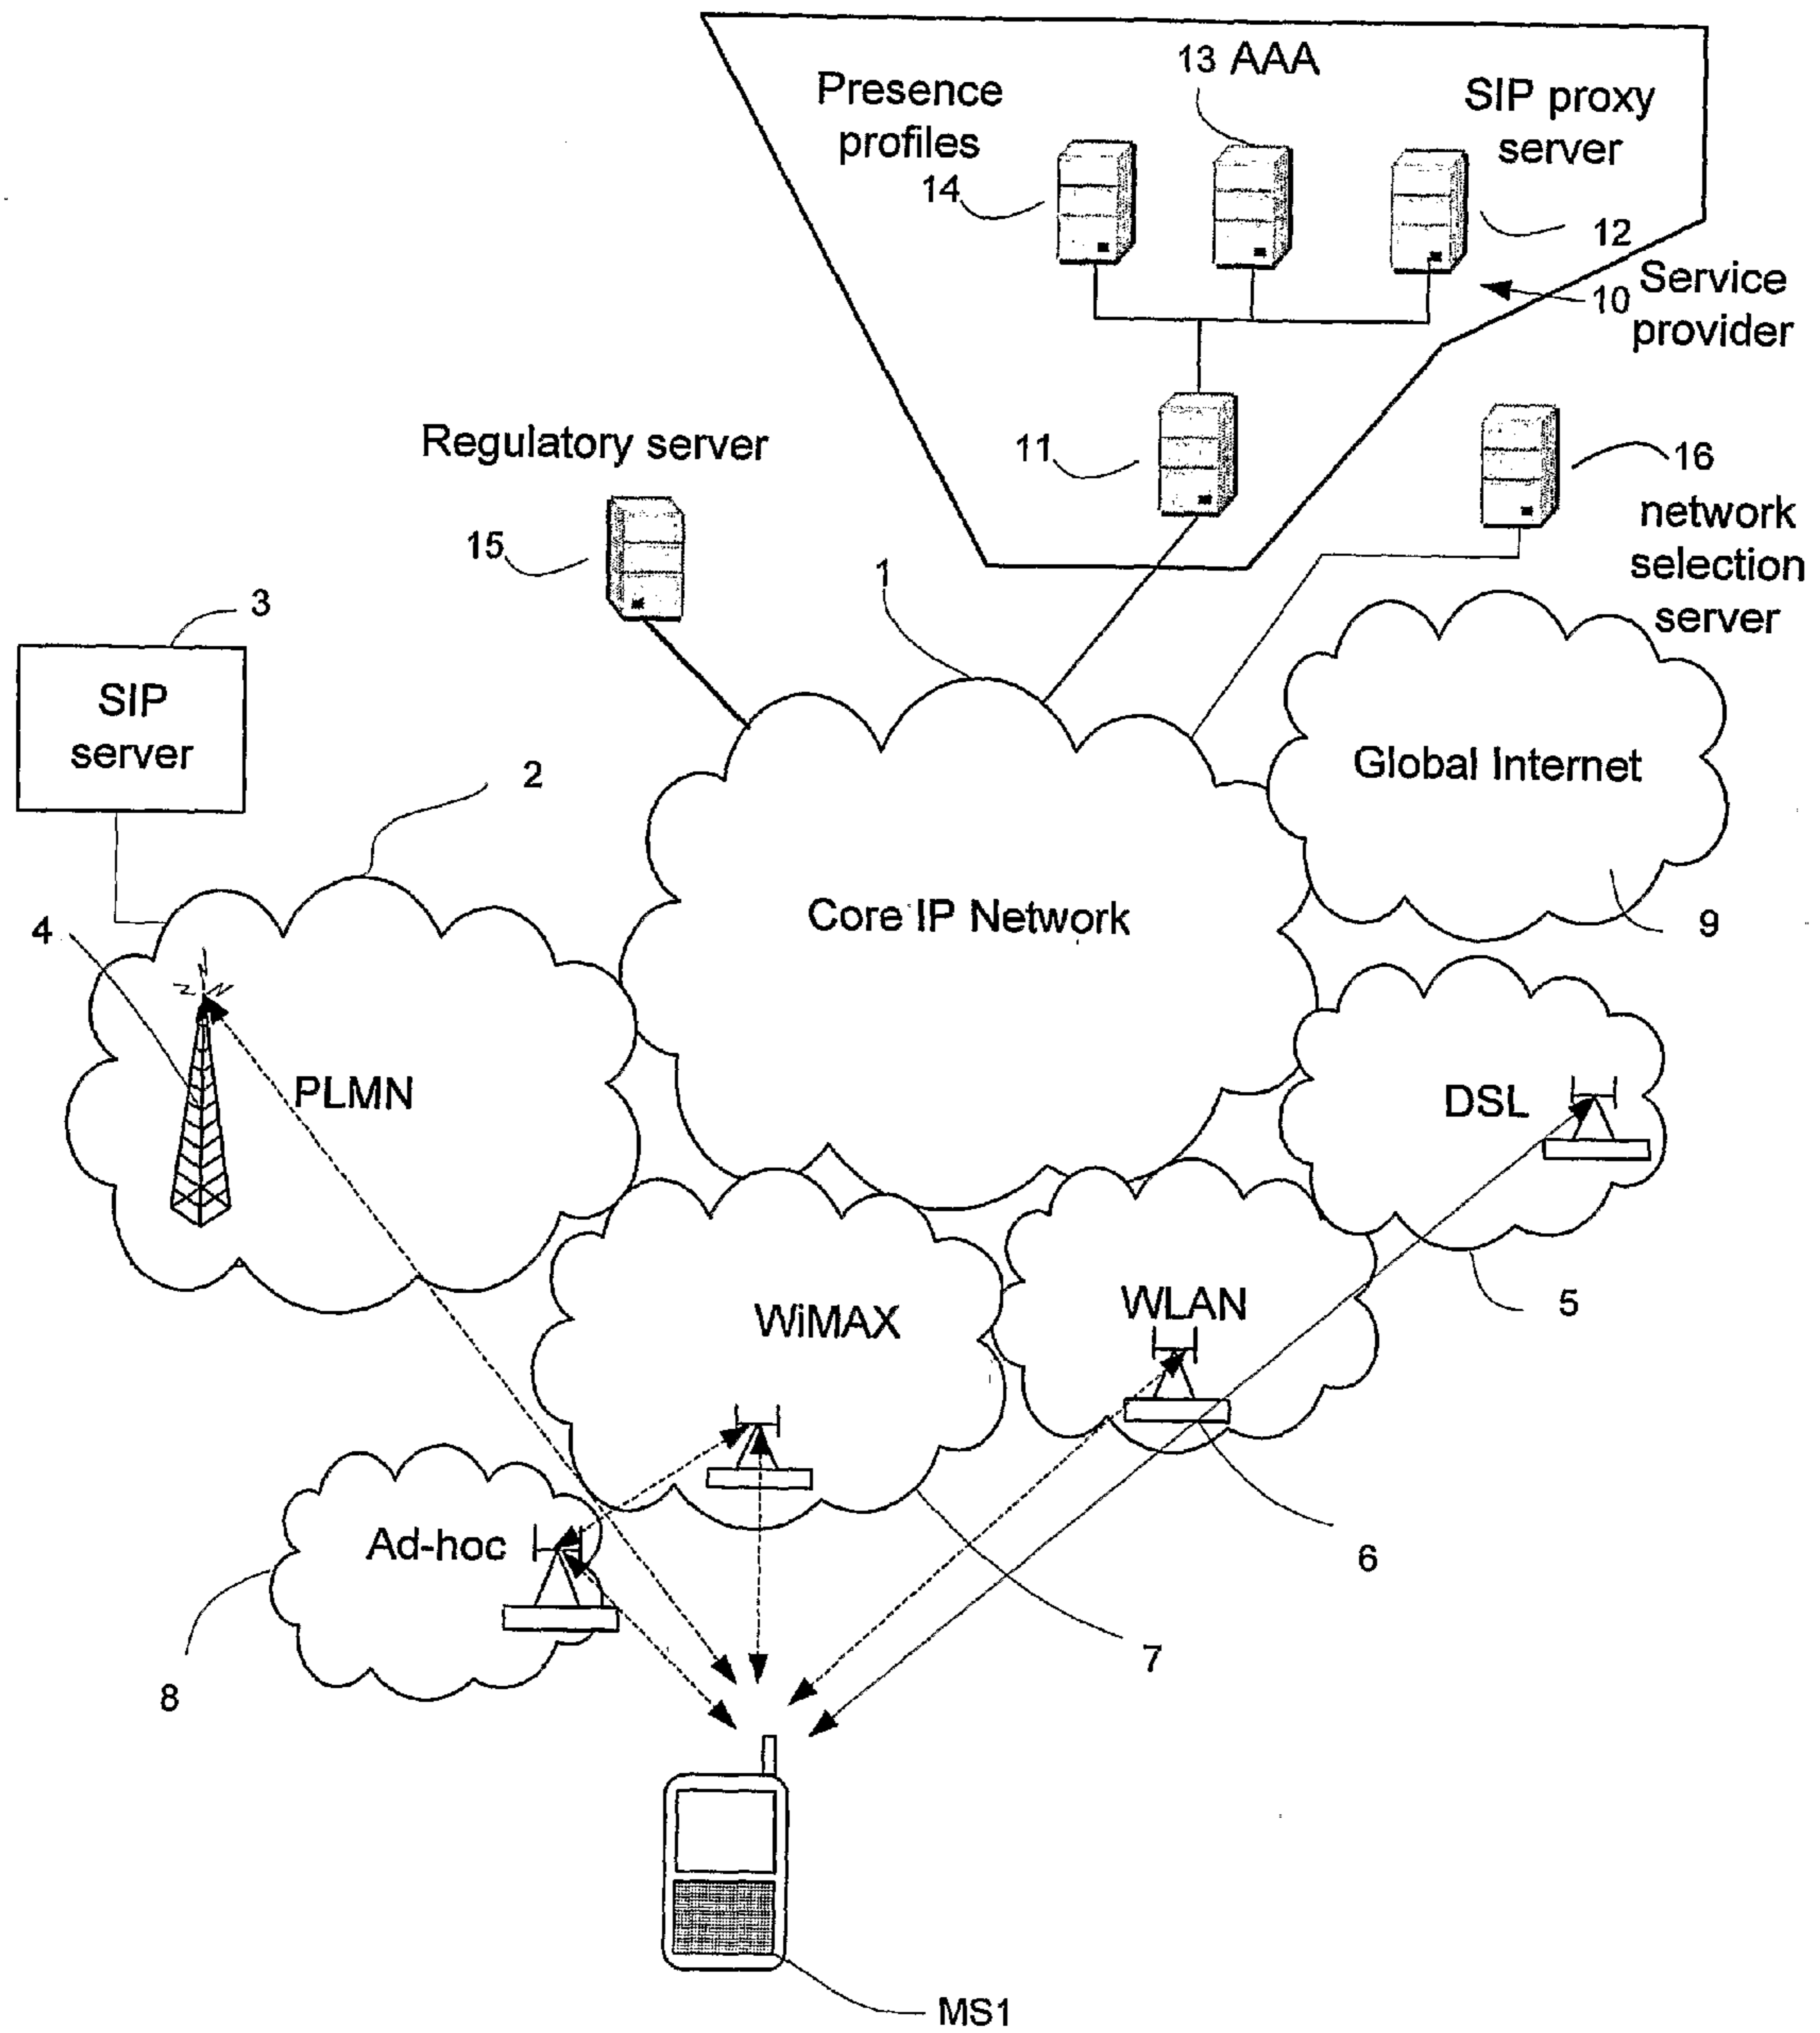 13 AAA
Presence
profiles
14
SIP proxy
server
12
10
Service
provider
Regulatory server
15
11
16
network
selection
server
1
3
SIP
server
2
Global Internet
9
Core IP Network
4
PLMN
DSL
5
WiMAX
WLAN
6
Ad-hoc
7
8
MS1